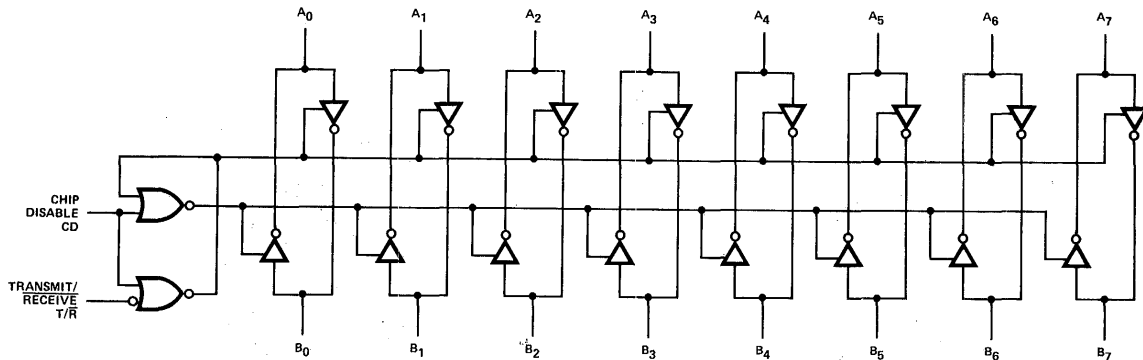 A0
A1
A2
A3
A4
A5
A6
A7
CHIP
DISABLE
CD
TRANSMIT/
RECEIVE
T/R
B0
B1
B2
B3
B4
B5
B6
B7